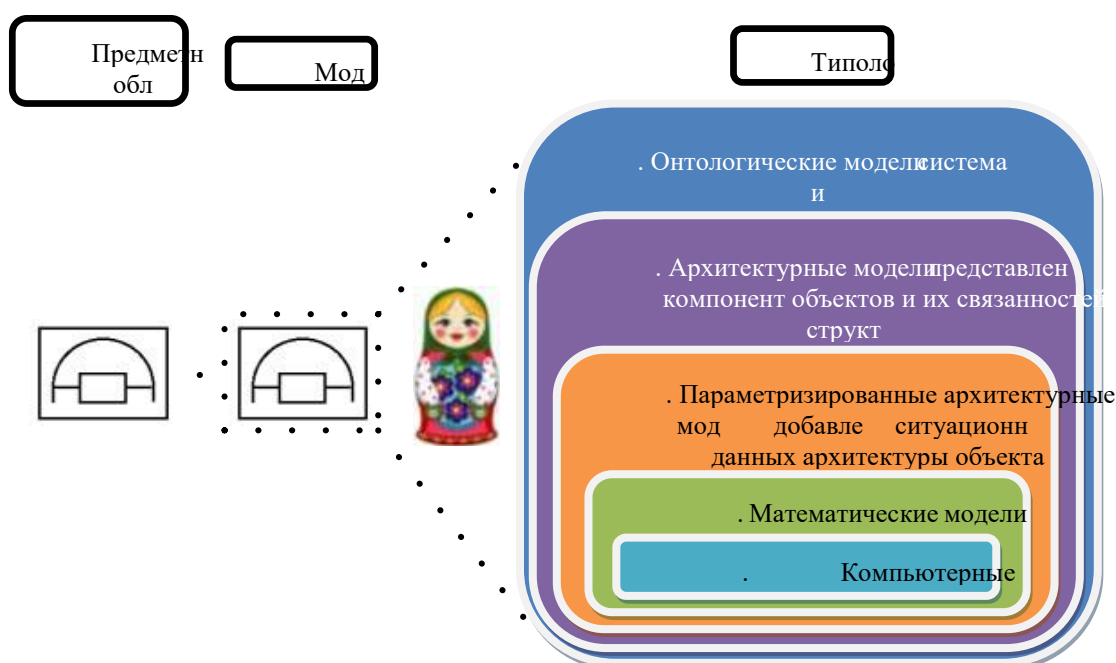 Предметн
обл
Мод
Типоло
. Онтологические модели система
и
. Архитектурные модели представлен
компонент объектов и их связанностей
структ
. Параметризированные архитектурные
мод добавле ситуационн
данных архитектуры объекта
. Математические модели
. Компьютерные